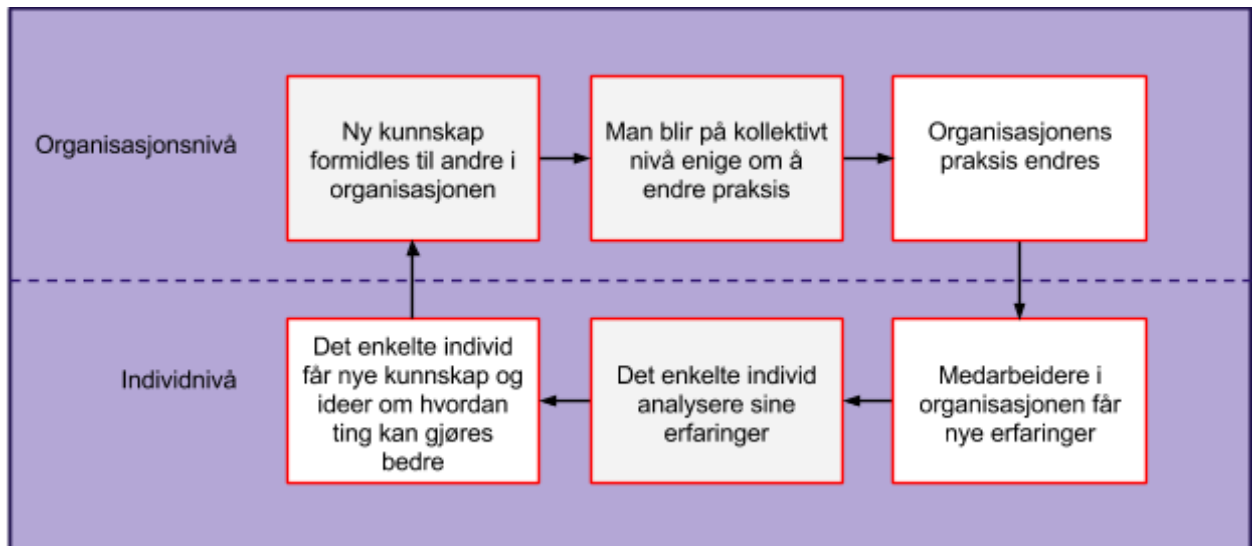 Organisasjonsnivå
Ny kunnskap
formidles til andre i
organisasjonen
Man blir på kollektivt
nivå enige om å
endre praksis
Organisasjonens
praksis endres
Individnivå
Det enkelte individ
får nye kunnskap og
ideer om hvordan
ting kan gjøres
bedre
Det enkelte individ
analysere sine
erfaringer
Medarbeidere i
organisasjonen får
nye erfaringer